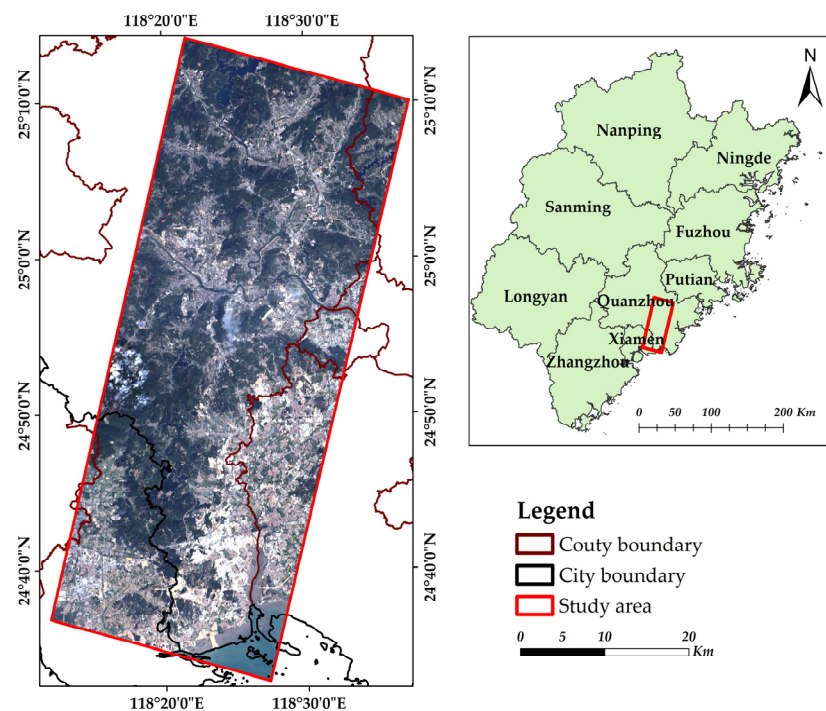 118°20'0"E 118°30'0"E
25°10'0"N
25°0'0"N
24°50'0"N
24°40'0"N
25°10'0"N
25°0'0"N
24°50'0"N
24°40'0"N
118°20'0"E 118°30'0"E
N
Nanping
Ningde
Sanming
Fuzhou
Putian
Longyan
Quanzhou
Xiamen
Zhangzhou
0 50 100 200 Km
Legend
Couty boundary
City boundary
Study area
0 5 10 20
Km